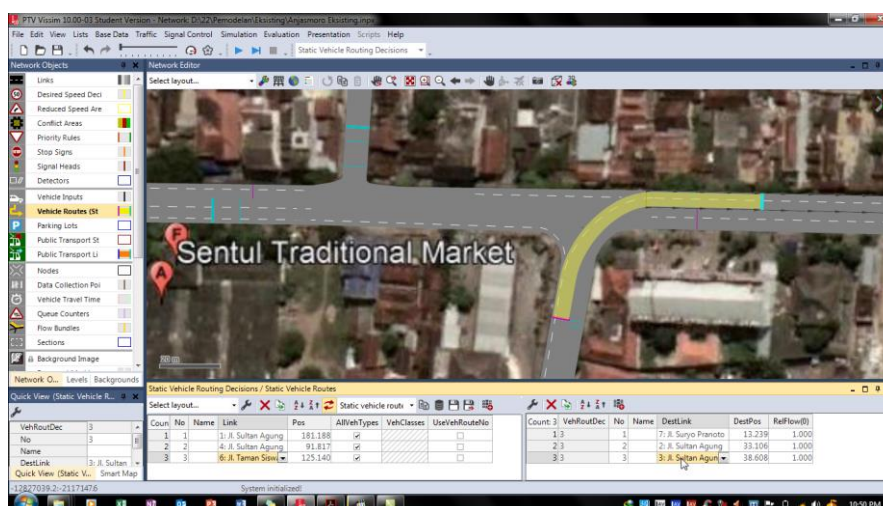 PTV Vissim 10.00-03 Student Version - Network: D:\22\Pemodelan\Eksisting\Anjasmoro Eksisting.inpx
File Edit View Lists Base Data Traffic Signal Control Simulation Evaluation Presentation Scripts Help
Static Vehicle Routing Decisions
Network Objects
Network Editor
Select layout...
Links
Desired Speed Deci
Reduced Speed Are
Conflict Areas
Priority Rules
Stop Signs
Signal Heads
Detectors
Vehicle Inputs
Vehicle Routes (St
Parking Lots
Public Transport St
Public Transport Li
Nodes
Data Collection Poi
Vehicle Travel Time
Queue Counters
Flow Bundles
Sections
Background Image
Network O... Levels Backgrounds
F
Sentul Traditional Market
A
20 m
Quick View (Static Vehicle R...
VehRoutDec 3
No 3
Name
DestLink 3: Jl. Sultan
Quick View (Static V... Smart Map
Static Vehicle Routing Decisions / Static Vehicle Routes
Select layout... Static vehicle route
Coun No Name Link Pos AllVehTypes VehClasses UseVehRouteNo
1 1 1: Jl. Sultan Agung 181.188
2 2 4: Jl. Sultan Agung 91.817
3 3 6: Jl. Taman Sisw 125.140
Count: 3 VehRoutDec No Name DestLink DestPos RelFlow(0)
1 3 1 7: Jl. Suryo Pranoto 13.239 1.000
2 3 2 2: Jl. Sultan Agung 33.106 1.000
3 3 3 3: Jl. Sultan Agun 38.608 1.000
-12827039.2:-2117147.6
System initialized!
10:50 PM